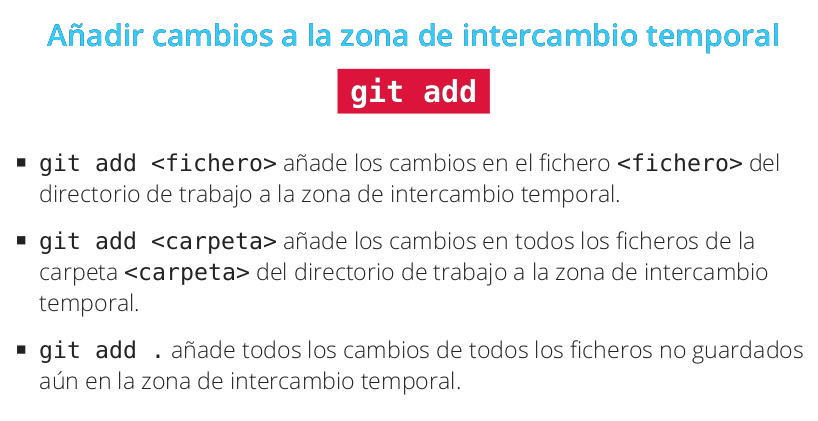 Añadir cambios a la zona de intercambio temporal
git add
▪ git add <fichero> añade los cambios en el fichero <fichero> del
directorio de trabajo a la zona de intercambio temporal.
▪ git add <carpeta> añade los cambios en todos los ficheros de la
carpeta <carpeta> del directorio de trabajo a la zona de intercambio
temporal.
▪ git add . añade todos los cambios de todos los ficheros no guardados
aún en la zona de intercambio temporal.